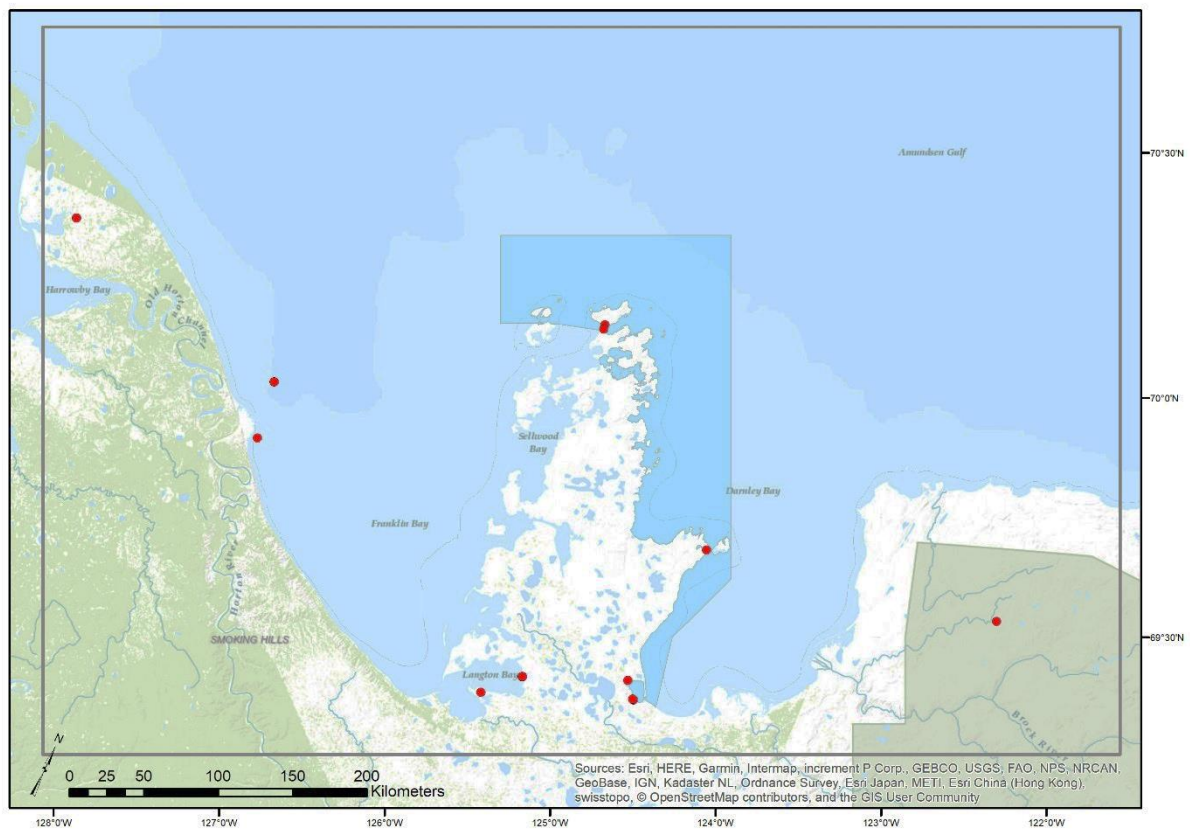 Amundsen Gulf
70°30'N
Harrowby Bay
Old Horton Channel
70°0'N
Sellwood
Bay
Darnley Bay
Franklin Bay
Horton River
SMOKING HILLS
69°30'N
Langton Bay
Brock River
N
0 25 50 100 150 200
Kilometers
Sources: Esri, HERE, Garmin, Intermap, increment P Corp., GEBCO, USGS, FAO, NPS, NRCAN,
GeoBase, IGN, Kadaster NL, Ordnance Survey, Esri Japan, METI, Esri China (Hong Kong),
swisstopo, © OpenStreetMap contributors, and the GIS User Community
128°0'W 127°0'W 126°0'W 125°0'W 124°0'W 123°0'W 122°0'W